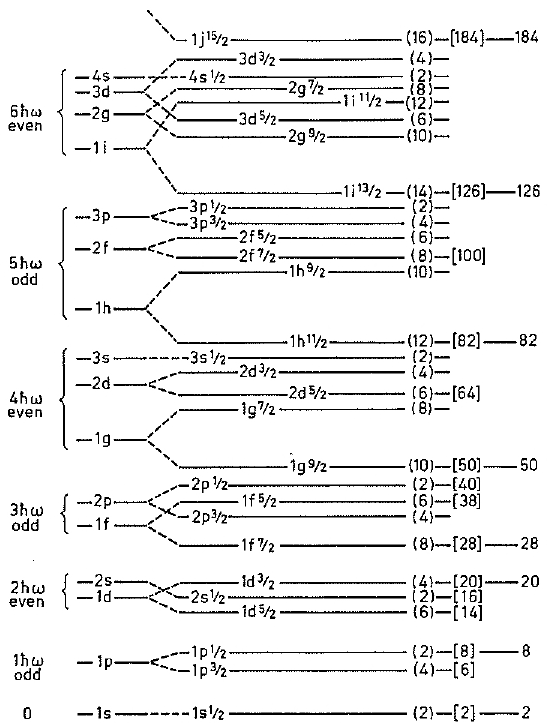 1j15/2 (16) [184] 184
3d3/2 (4)
4s 4s1/2 (2)
3d 2g7/2 (8)
1i11/2 (12)
6ħω 2g 3d5/2 (6)
even 2g9/2 (10)
1i
1i13/2 (14) [126] 126
3p1/2 (2)
3p 3p3/2 (4)
2f5/2 (6)
2f 2f7/2 (8) [100]
5ħω 1h9/2 (10)
odd
1h
1h11/2 (12) [82] 82
3s 3s1/2 (2)
2d3/2 (4)
2d
4ħω 2d5/2 (6) [64]
even 1g7/2 (8)
1g
1g9/2 (10) [50] 50
2p1/2 (2) [40]
3ħω 2p 1f5/2 (6) [38]
2p3/2 (4)
odd 1f
1f7/2 (8) [28] 28
2s 1d3/2 (4) [20] 20
2ħω 1d 2s1/2 (2) [16]
even 1d5/2 (6) [14]
1p1/2 (2) [8] 8
1ħω 1p
odd 1p3/2 (4) [6]
0 1s 1s1/2 (2) [2] 2